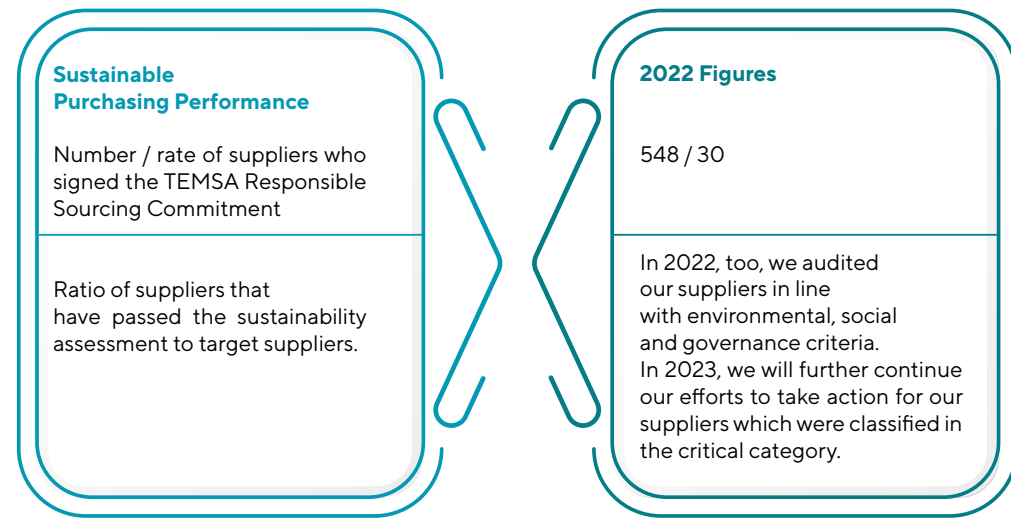 Sustainable
Purchasing Performance
Number / rate of suppliers who
signed the TEMSA Responsible
Sourcing Commitment
Ratio of suppliers that
have passed the sustainability
assessment to target suppliers.
2022 Figures
548 / 30
In 2022, too, we audited
our suppliers in line
with environmental, social
and governance criteria.
In 2023, we will further continue
our efforts to take action for our
suppliers which were classified in
the critical category.